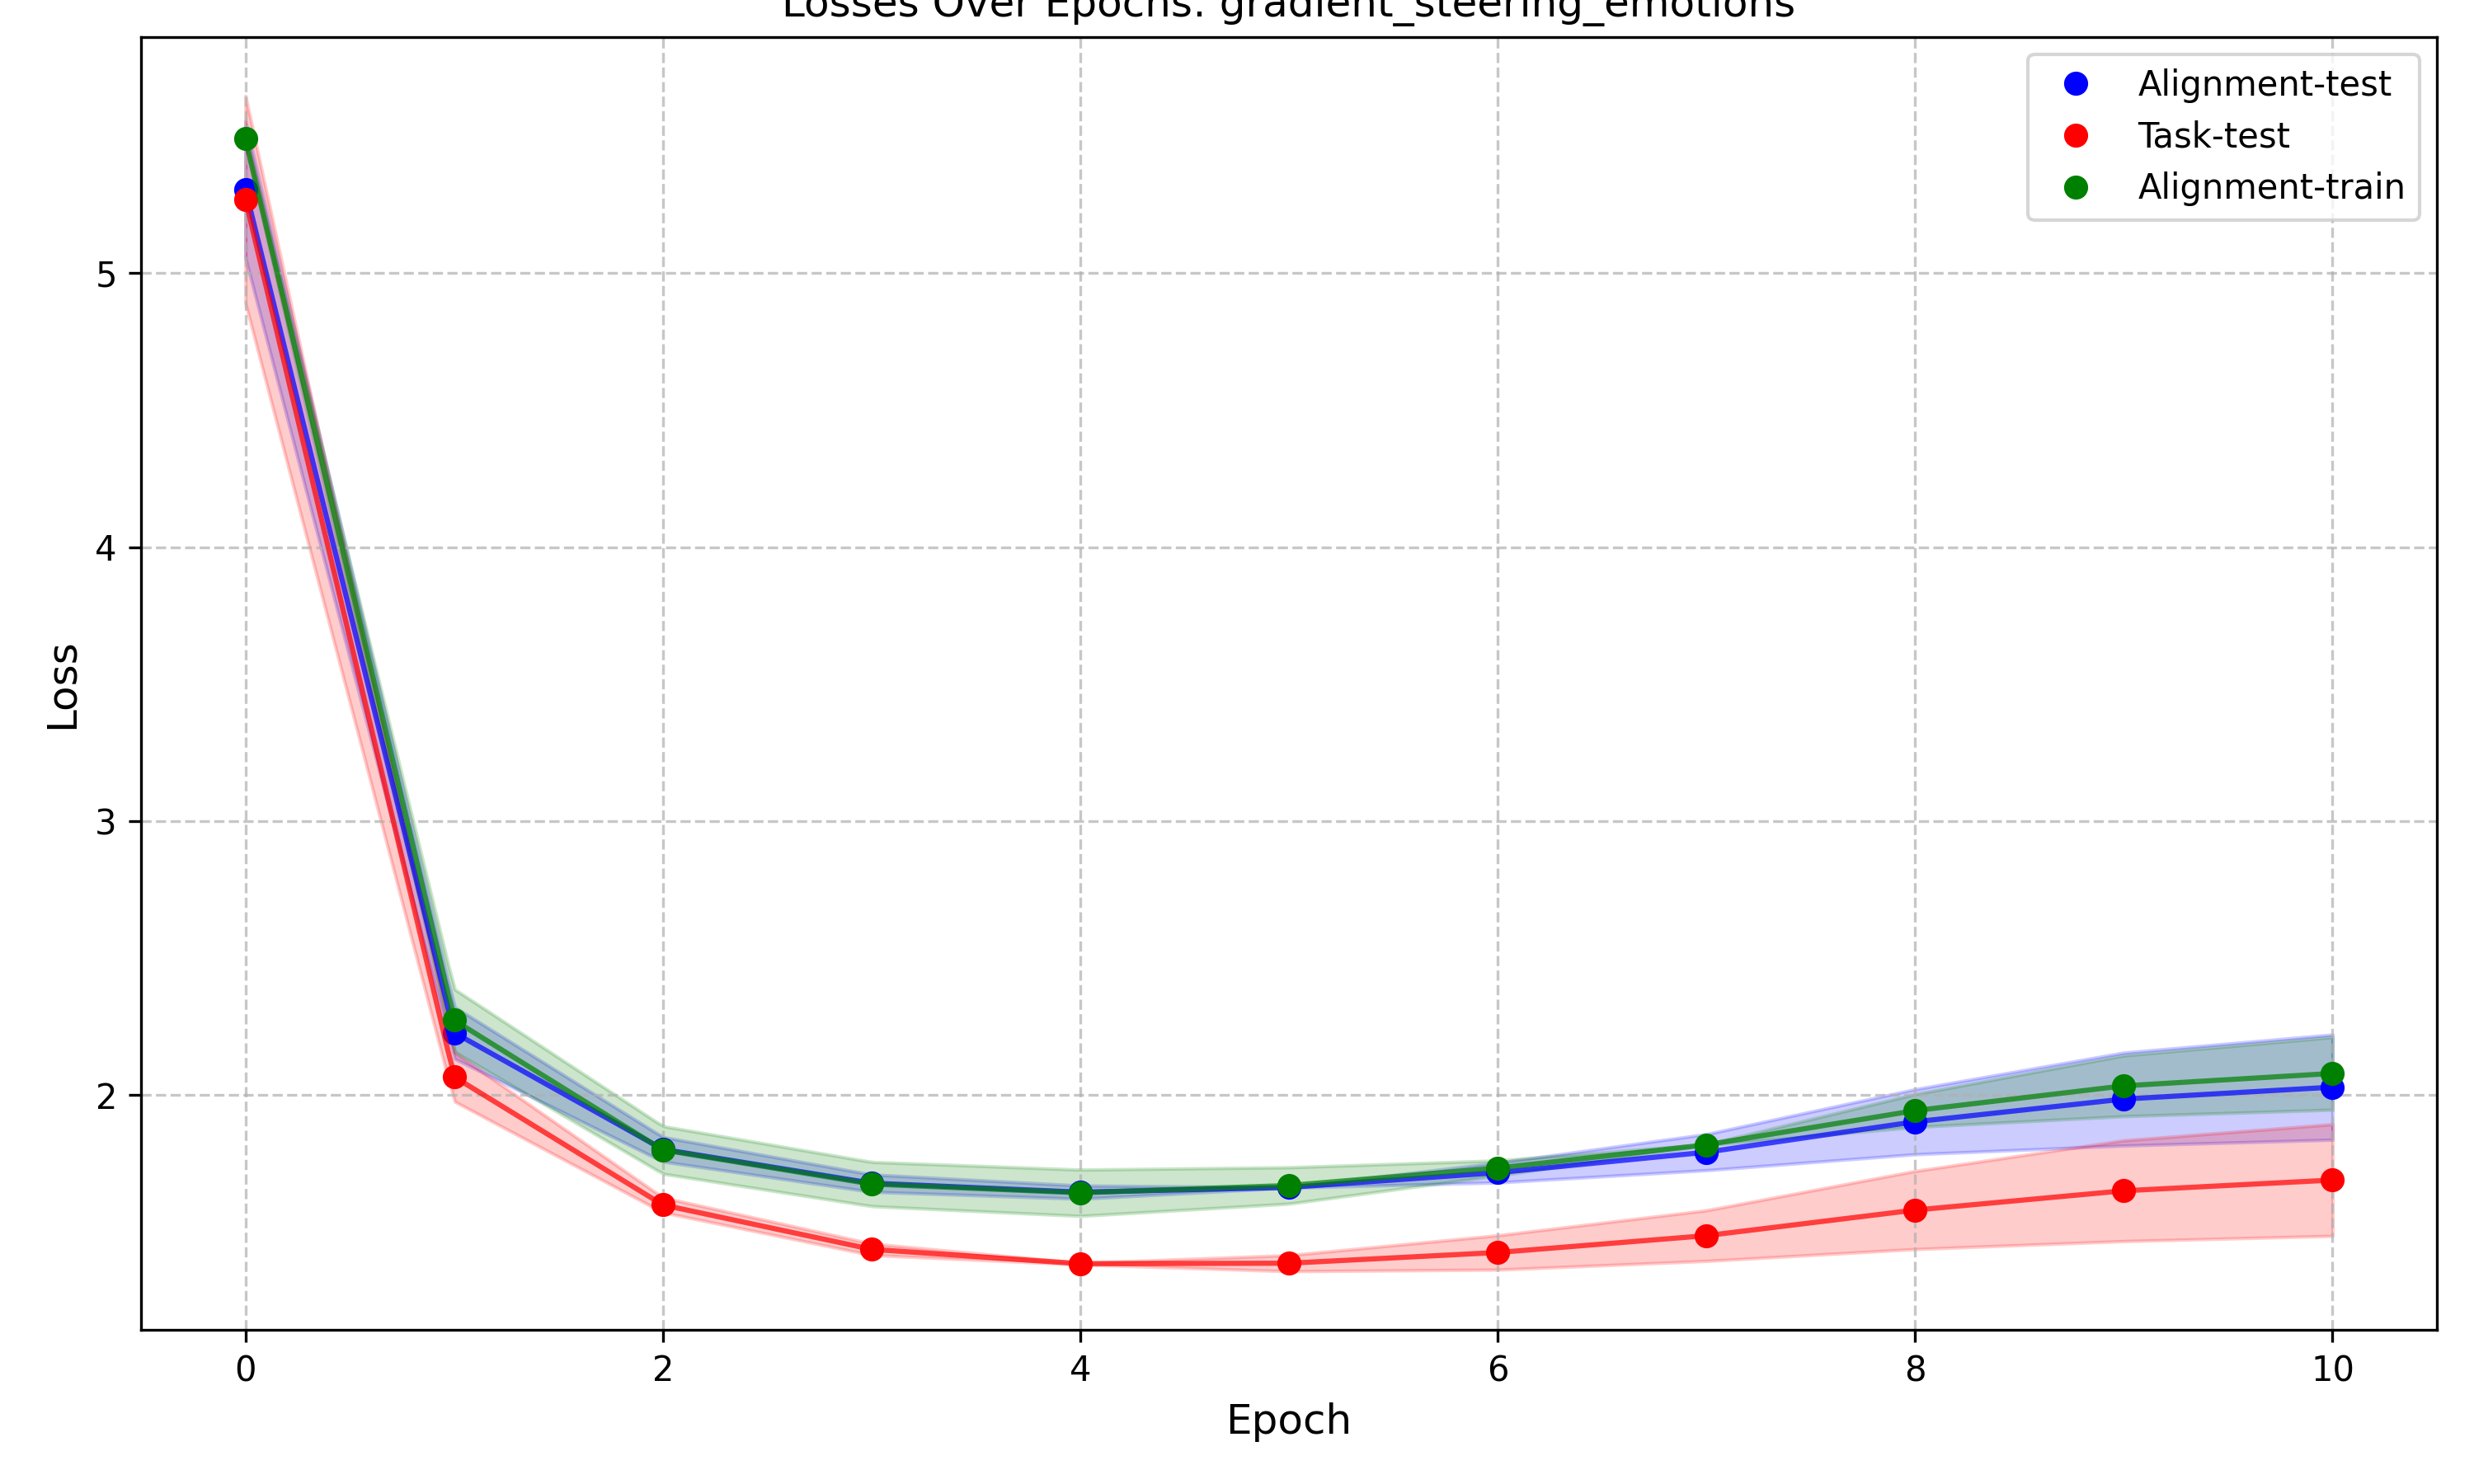 Losses Over Epochs: gradient_steering_emotions
Alignment-test
Task-test
Alignment-train
5
4
3
2
Loss
0 2 4 6 8 10
Epoch